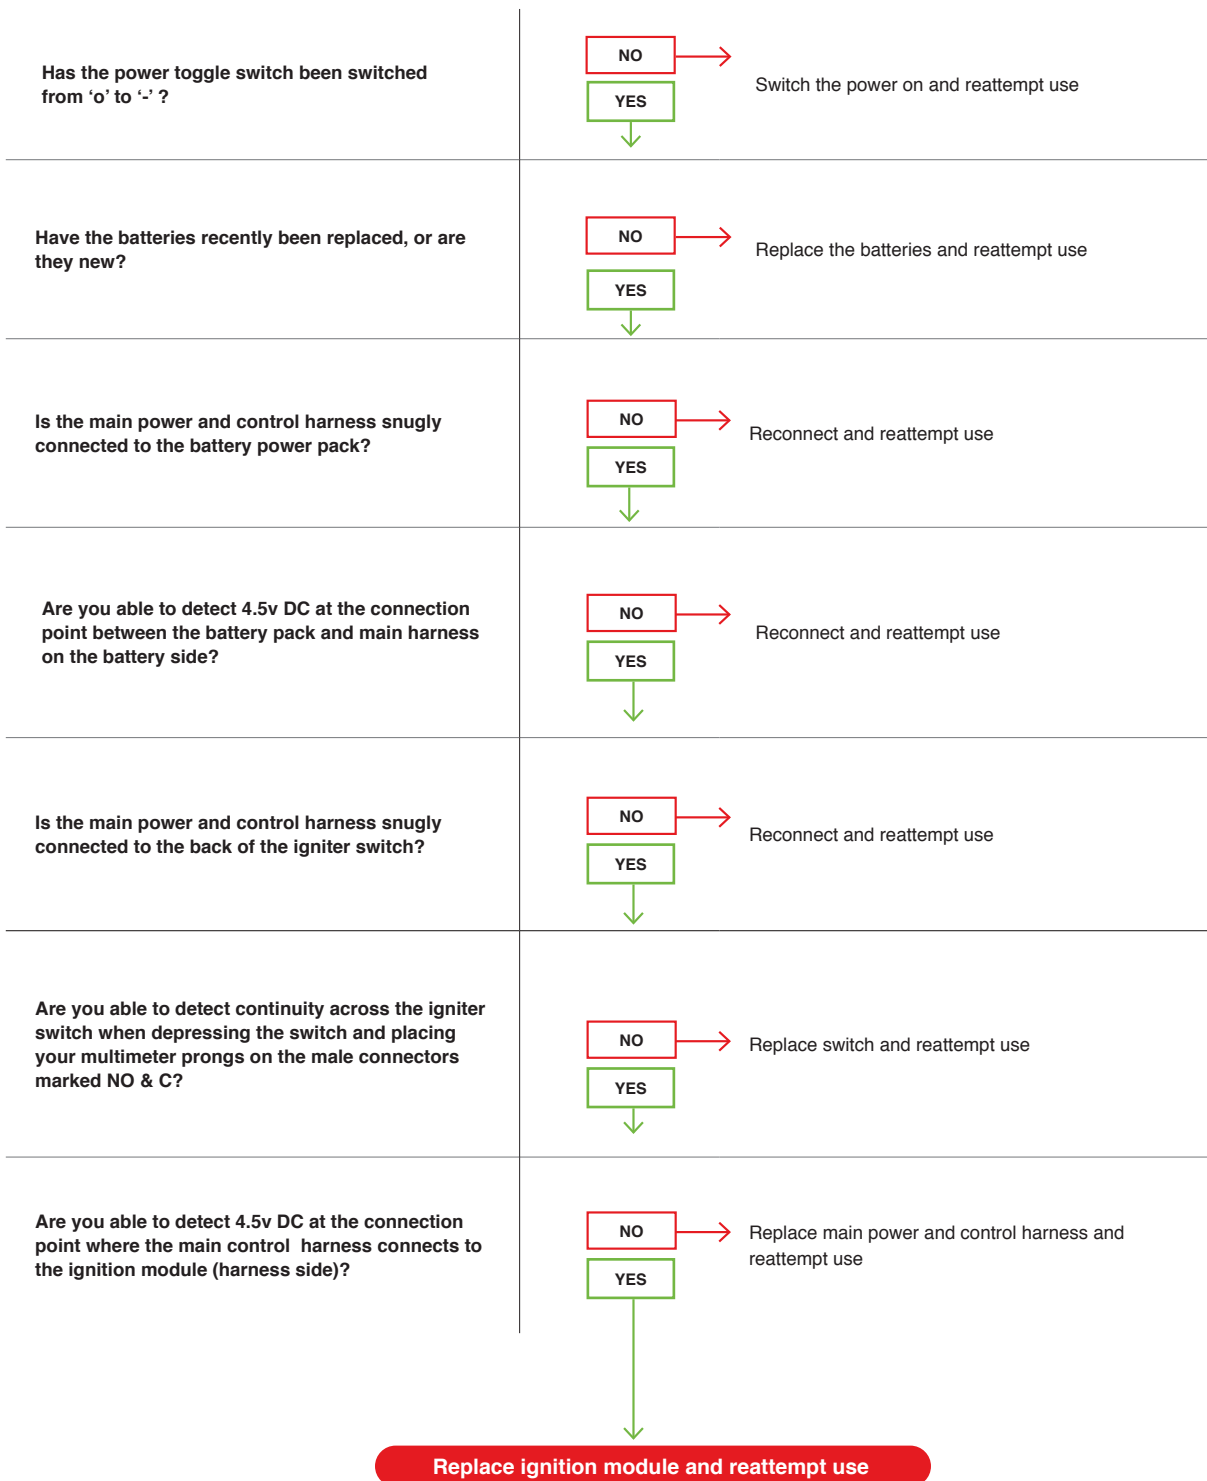 Has the power toggle switch been switched
from ‘o’ to ‘-’ ?
NO
Switch the power on and reattempt use
YES
Have the batteries recently been replaced, or are
they new?
NO
Replace the batteries and reattempt use
YES
Is the main power and control harness snugly
connected to the battery power pack?
NO
Reconnect and reattempt use
YES
Are you able to detect 4.5v DC at the connection
point between the battery pack and main harness
on the battery side?
NO
Reconnect and reattempt use
YES
Is the main power and control harness snugly
connected to the back of the igniter switch?
NO
Reconnect and reattempt use
YES
Are you able to detect continuity across the igniter
switch when depressing the switch and placing
your multimeter prongs on the male connectors
marked NO & C?
NO
Replace switch and reattempt use
YES
Are you able to detect 4.5v DC at the connection
point where the main control  harness connects to
the ignition module (harness side)?
NO
Replace main power and control harness and
reattempt use
YES
Replace ignition module and reattempt use